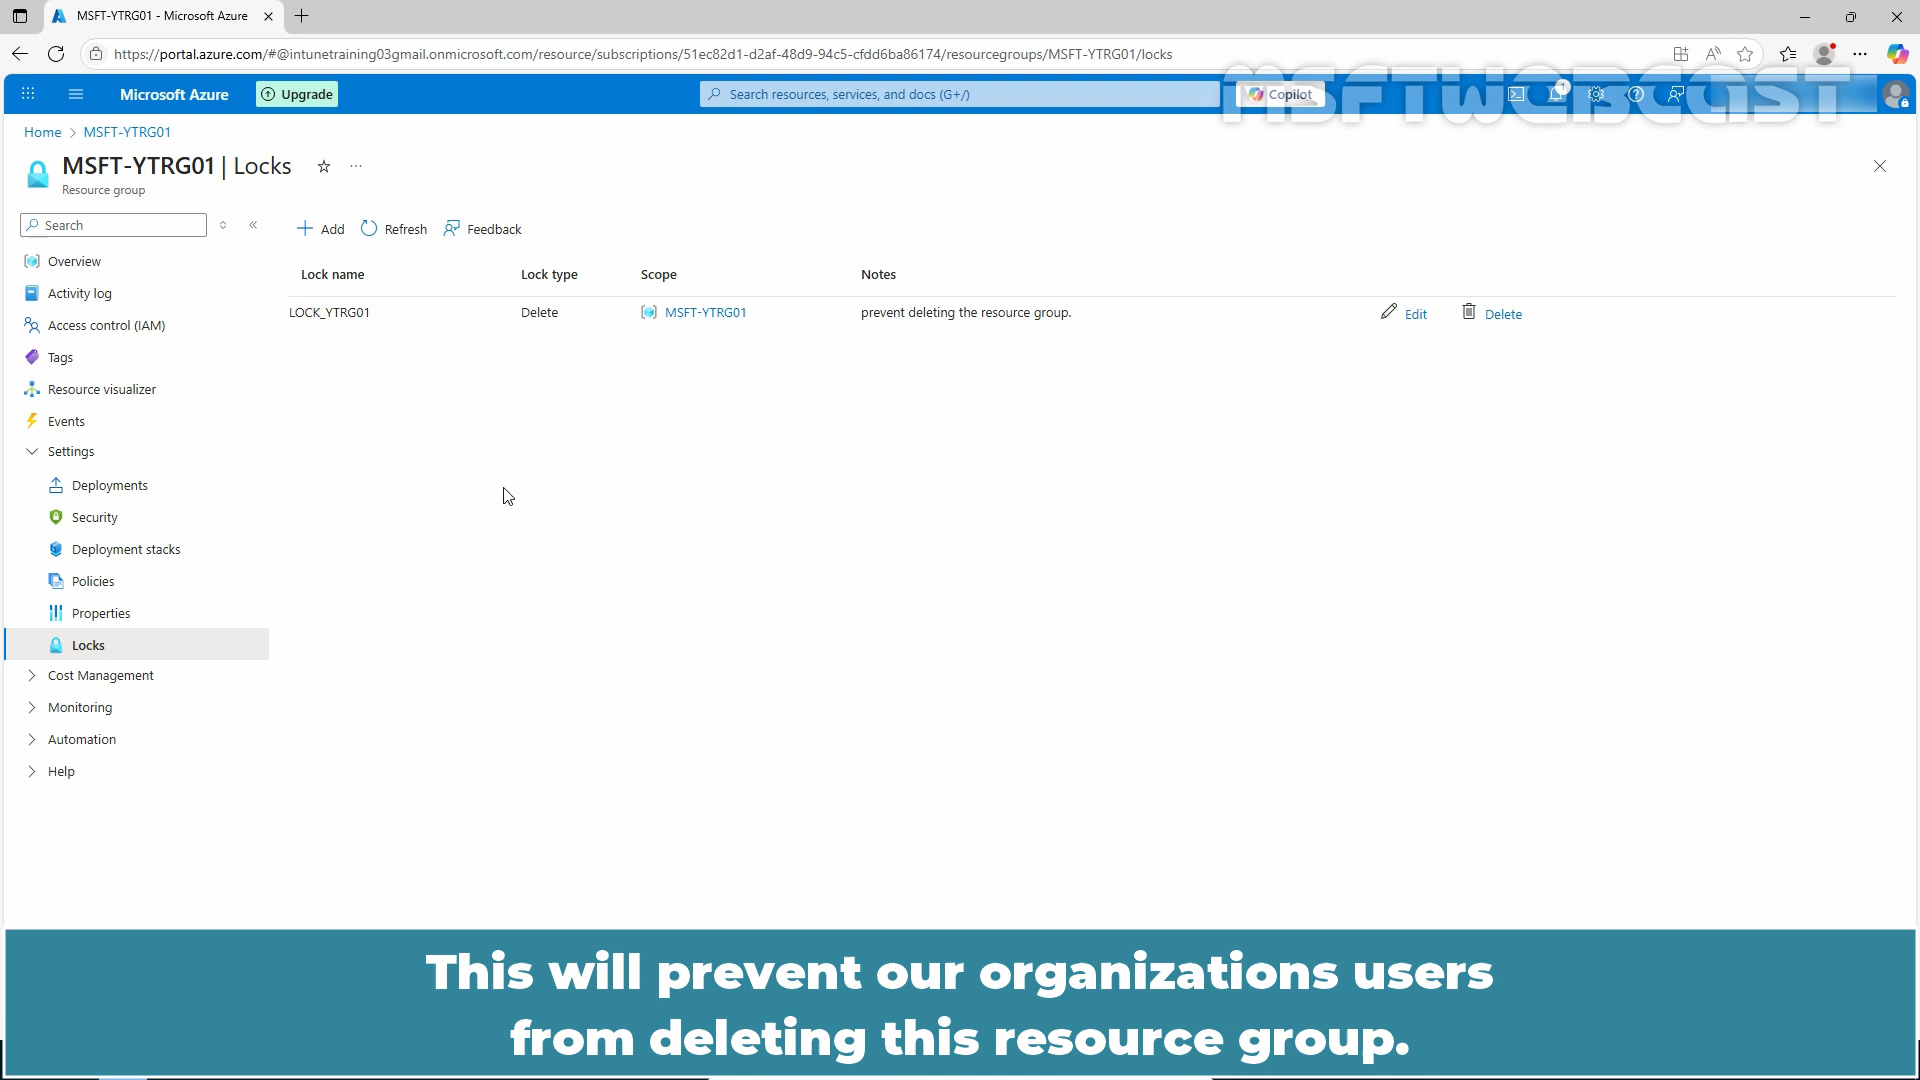 MSFT-YTRG01 - Microsoft Azure
https://portal.azure.com/#@intunetraining03gmail.onmicrosoft.com/resource/subscriptions/51ec82d1-d2af-48d9-94c5-cfdd6ba86174/resourcegroups/MSFT-YTRG01/locks
Microsoft Azure
Upgrade
Search resources, services, and docs (G+/)
Copilot
1
MSFTWEBCAST
Home > MSFT-YTRG01
MSFT-YTRG01 | Locks
Resource group
Search
Add
Refresh
Feedback
Overview
Activity log
Access control (IAM)
Tags
Resource visualizer
Events
Settings
Deployments
Security
Deployment stacks
Policies
Properties
Locks
Cost Management
Monitoring
Automation
Help
Lock name Lock type Scope Notes
LOCK_YTRG01 Delete MSFT-YTRG01 prevent deleting the resource group. Edit Delete
This will prevent our organizations users
from deleting this resource group.